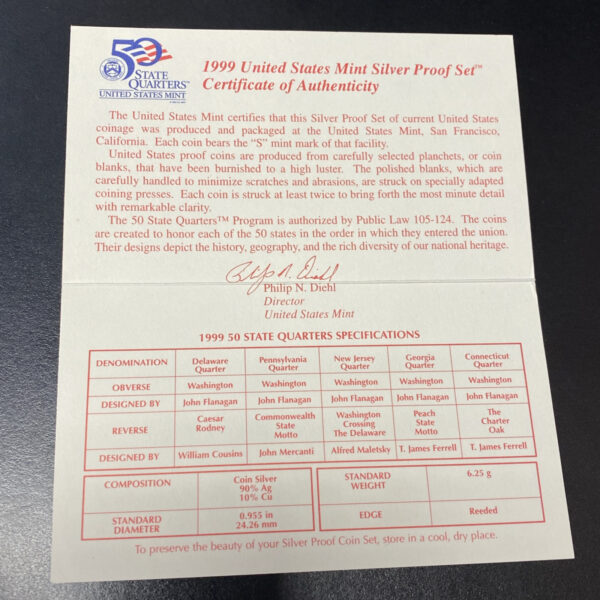 50
STATE
QUARTERS™
UNITED STATES MINT
1999 United States Mint Silver Proof Set™
Certificate of Authenticity
The United States Mint certifies that this Silver Proof Set of current United States
coinage was produced and packaged at the United States Mint, San Francisco,
California. Each coin bears the "S" mint mark of that facility.
United States proof coins are produced from carefully selected planchets, or coin
blanks, that have been burnished to a high luster. The polished blanks, which are
carefully handled to minimize scratches and abrasions, are struck on specially adapted
coining presses. Each coin is struck at least twice to bring forth the most minute detail
with remarkable clarity.
The 50 State Quarters™ Program is authorized by Public Law 105-124. The coins
are created to honor each of the 50 states in the order in which they entered the union.
Their designs depict the history, geography, and the rich diversity of our national heritage.
Philip N. Diehl
Philip N. Diehl
Director
United States Mint
1999 50 STATE QUARTERS SPECIFICATIONS
DENOMINATION Delaware Quarter Pennsylvania Quarter New Jersey Quarter Georgia Quarter Connecticut Quarter
OBVERSE Washington Washington Washington Washington Washington
DESIGNED BY John Flanagan John Flanagan John Flanagan John Flanagan John Flanagan
REVERSE Caesar Rodney Commonwealth State Motto Washington Crossing The Delaware Peach State Motto The Charter Oak
DESIGNED BY William Cousins John Mercanti Alfred Maletsky T. James Ferrell T. James Ferrell
COMPOSITION Coin Silver 90% Ag 10% Cu STANDARD WEIGHT 6.25 g
STANDARD DIAMETER 0.955 in 24.26 mm EDGE Reeded
To preserve the beauty of your Silver Proof Coin Set, store in a cool, dry place.